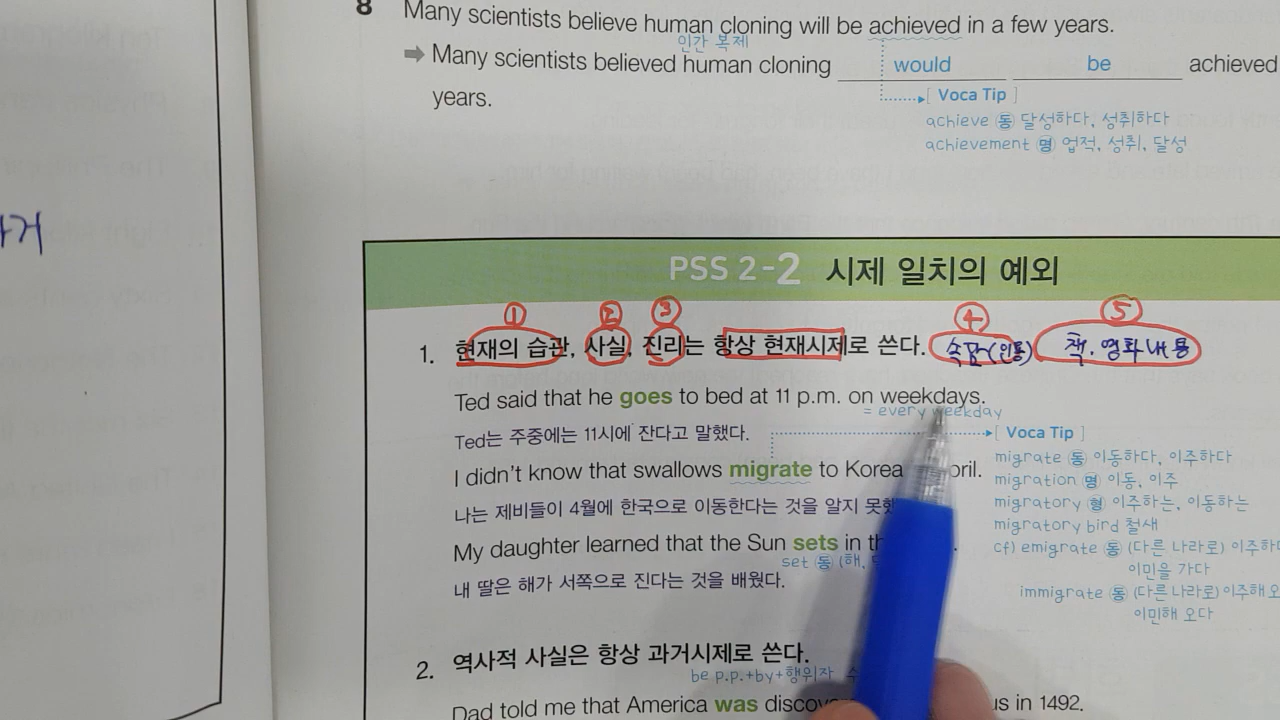 8 Many scientists believe human cloning will be achieved in a few years.
인간 복제
➡ Many scientists believed human cloning would be achieved
years.
[ Voca Tip ]
achieve 동 달성하다, 성취하다
achievement 명 업적, 성취, 달성
PSS 2-2 시제 일치의 예외
① ② ③ ④ ⑤
1. 현재의 습관, 사실, 진리는 항상 현재시제로 쓴다. 속담(인용) 책. 영화내용
Ted said that he goes to bed at 11 p.m. on weekdays.
= every weekday
Ted는 주중에는 11시에 잔다고 말했다.
[ Voca Tip ]
I didn't know that swallows migrate to Korea
migrate 동 이동하다, 이주하다
migration 명 이동, 이주
나는 제비들이 4월에 한국으로 이동한다는 것을 알지
migratory 형 이주하는, 이동하는
migratory bird 철새
My daughter learned that the Sun sets in
cf) emigrate 동 (다른 나라로)
set 동 (해,
이민을 가다
내 딸은 해가 서쪽으로 진다는 것을 배웠다.
immigrate 동 (다른 나라로) 이주해
이민해 오다
2. 역사적 사실은 항상 과거시제로 쓴다.
be p.p.+by+행위자
Dad told me that America was in 1492.